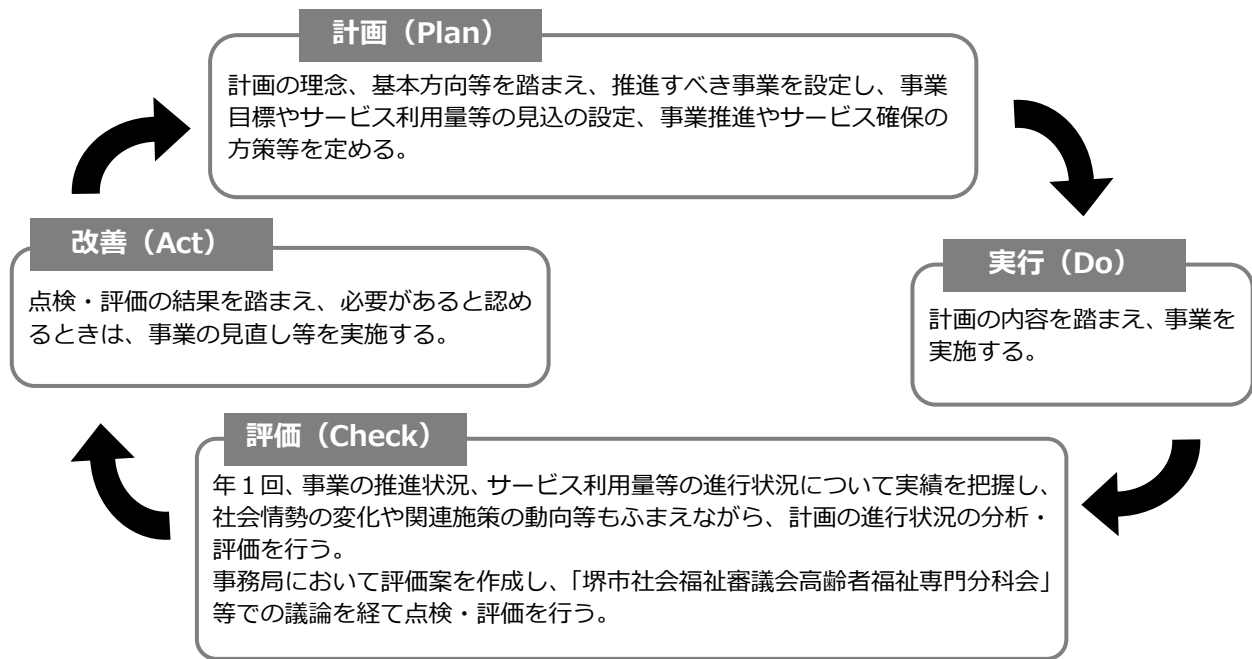 計画（Plan）
計画の理念、基本方向等を踏まえ、推進すべき事業を設定し、事業
目標やサービス利用量等の見込の設定、事業推進やサービス確保の
方策等を定める。
実行（Do）
計画の内容を踏まえ、事業を
実施する。
評価（Check）
年１回、事業の推進状況、サービス利用量等の進行状況について実績を把握し、
社会情勢の変化や関連施策の動向等もふまえながら、計画の進行状況の分析・
評価を行う。
事務局において評価案を作成し、「堺市社会福祉審議会高齢者福祉専門分科会」
等での議論を経て点検・評価を行う。
改善（Act）
点検・評価の結果を踏まえ、必要があると認め
るときは、事業の見直し等を実施する。